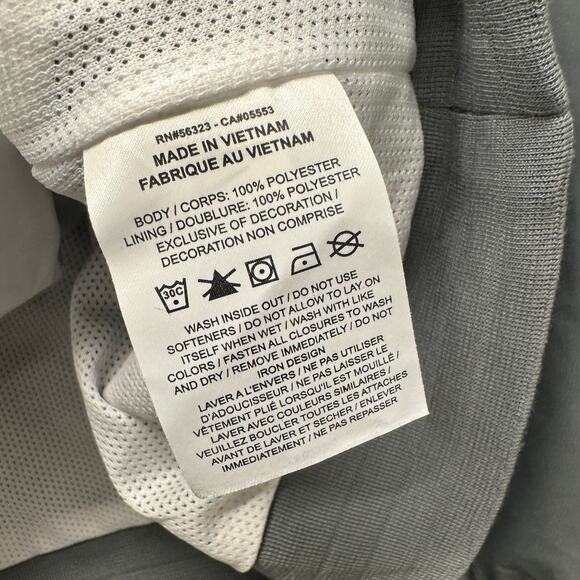 RN#56323 - CA#05553
MADE IN VIETNAM
FABRIQUE AU VIETNAM
BODY / CORPS: 100% POLYESTER
LINING / DOUBLURE: 100% POLYESTER
EXCLUSIVE OF DECORATION /
DECORATION NON COMPRISE
30C
WASH INSIDE OUT / DO NOT USE
SOFTENERS / DO NOT ALLOW TO LAY ON
ITSELF WHEN WET / WASH WITH LIKE
COLORS / FASTEN ALL CLOSURES TO WASH
AND DRY / REMOVE IMMEDIATELY / DO NOT
IRON DESIGN
LAVER A L'ENVERS / NE PAS UTILISER
D'ADOUCISSEUR / NE PAS LAISSER LE
VÊTEMENT PLIÉ LORSQU'IL EST MOUILLÉ /
LAVER AVEC COULEURS SIMILAIRES /
VEUILLEZ BOUCLER TOUTES LES ATTACHES
AVANT DE LAVER ET SECHER / ENLEVER
IMMEDIATEMENT / NE PAS REPASSER